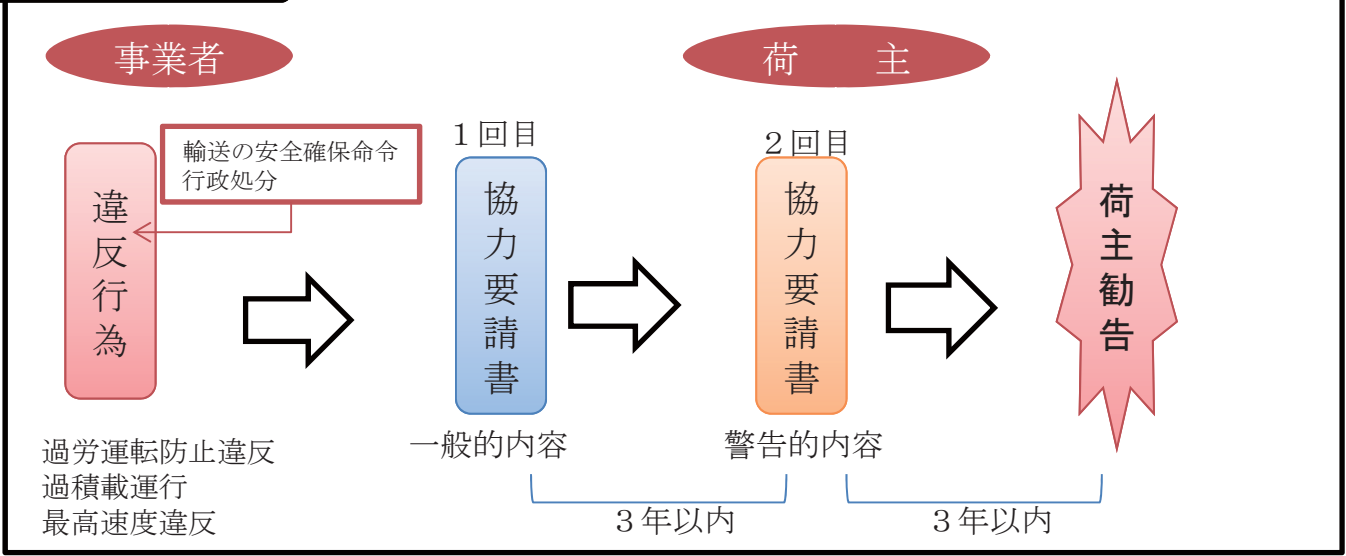 事業者
荷　　主
輸送の安全確保命令
行政処分
違反行為
１回目
協力要請書
２回目
協力要請書
荷主勧告
過労運転防止違反
過積載運行
最高速度違反
一般的内容
警告的内容
３年以内
３年以内